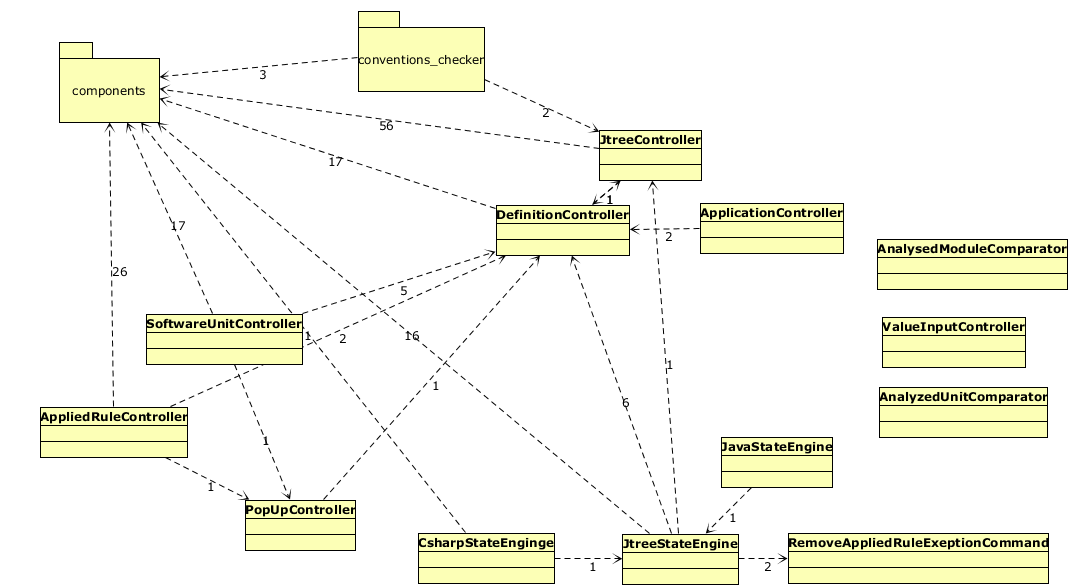 conventions_checker
components
3
2
56
JtreeController
17
1
DefinitionController
ApplicationController
2
17
AnalysedModuleComparator
26
5
SoftwareUnitController
1
2
16
ValueInputController
1
1
AnalyzedUnitComparator
6
AppliedRuleController
1
JavaStateEngine
1
PopUpController
1
CsharpStateEnginge
JtreeStateEngine
RemoveAppliedRuleExeptionCommand
1
2